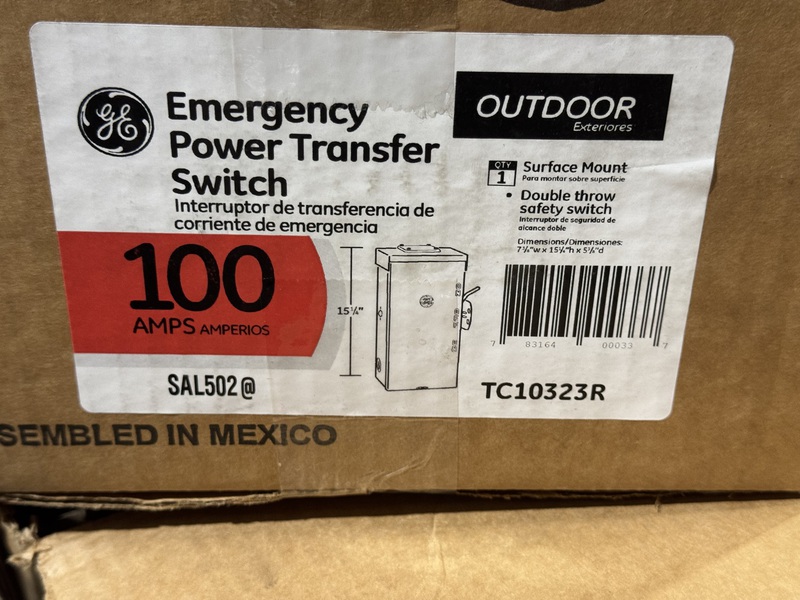 GE
Emergency
Power Transfer
Switch
Interruptor de transferencia de
corriente de emergencia
100
AMPS AMPERIOS
SAL502@
15¼"
OUTDOOR
Exteriores
QTY
1
Surface Mount
Para montar sobre superficie
• Double throw
safety switch
Interruptor de seguridad de
alcance doble
Dimensions/Dimensiones:
7 83164 00033 7
TC10323R
SEMBLED IN MEXICO